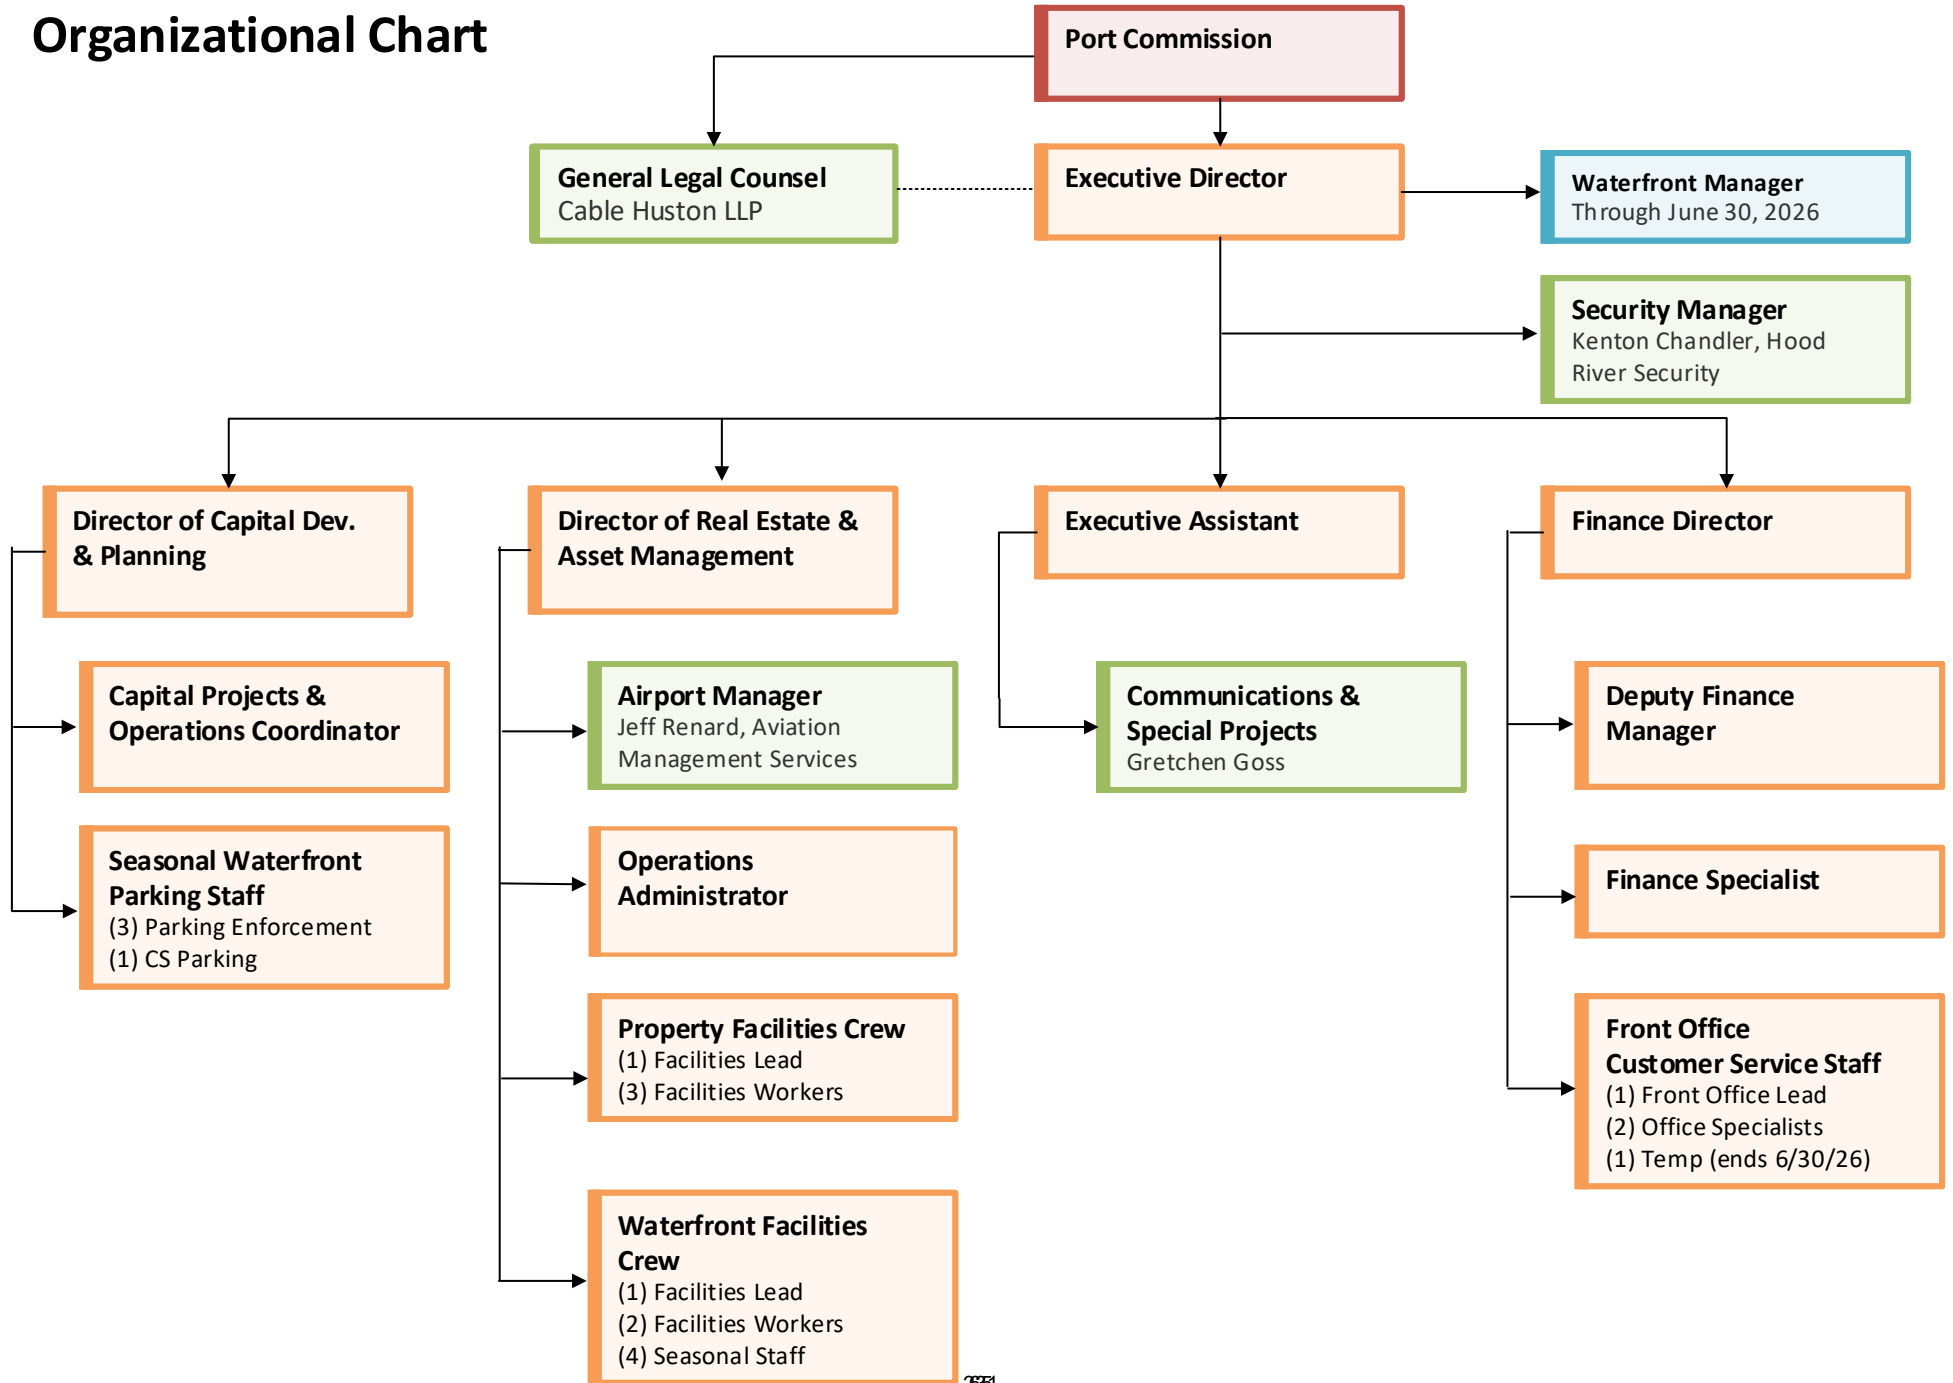 Organizational Chart
Port Commission
General Legal Counsel
Cable Huston LLP
Executive Director
Waterfront Manager
Through June 30, 2026
Security Manager
Kenton Chandler, Hood
River Security
Director of Capital Dev.
& Planning
Director of Real Estate &
Asset Management
Executive Assistant
Finance Director
Capital Projects &
Operations Coordinator
Seasonal Waterfront
Parking Staff
(3) Parking Enforcement
(1) CS Parking
Airport Manager
Jeff Renard, Aviation
Management Services
Operations
Administrator
Property Facilities Crew
(1) Facilities Lead
(3) Facilities Workers
Waterfront Facilities
Crew
(1) Facilities Lead
(2) Facilities Workers
(4) Seasonal Staff
Communications &
Special Projects
Gretchen Goss
Deputy Finance
Manager
Finance Specialist
Front Office
Customer Service Staff
(1) Front Office Lead
(2) Office Specialists
(1) Temp (ends 6/30/26)